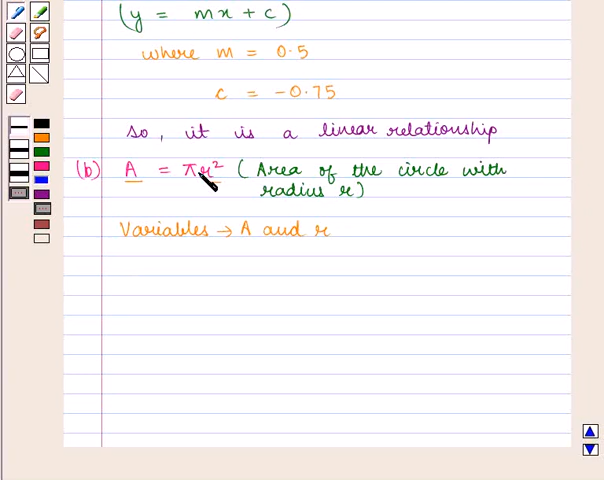 (y = mx + c)
where m = 0.5
c = -0.75
so, it is a linear relationship
(b) A = πr² (Area of the circle with
radius r)
Variables → A and r